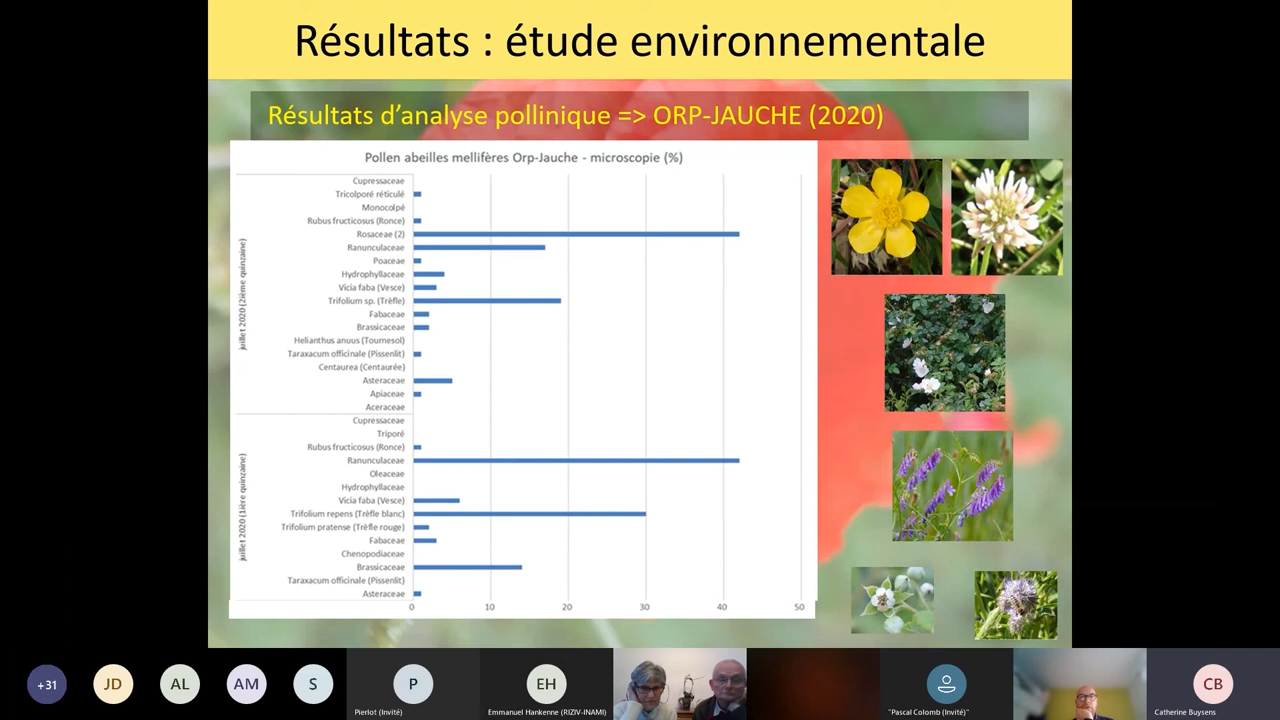 Résultats : étude environnementale
Résultats d’analyse pollinique => ORP-JAUCHE (2020)
Pollen abeilles mellifères Orp-Jauche - microscopie (%)
juillet 2020 (2ième quinzaine)
Cupressaceae
Tricolporé réticulé
Monocolpé
Rubus fructicosus (Ronce)
Rosaceae (2)
Ranunculaceae
Poaceae
Hydrophyllaceae
Vicia faba (Vesce)
Trifolium sp. (Trèfle)
Fabaceae
Brassicaceae
Helianthus anuus (Tournesol)
Taraxacum officinale (Pissenlit)
Centaurea (Centaurée)
Asteraceae
Apiaceae
Aceraceae
juillet 2020 (1ière quinzaine)
Cupressaceae
Triporé
Rubus fructicosus (Ronce)
Ranunculaceae
Oleaceae
Hydrophyllaceae
Vicia faba (Vesce)
Trifolium repens (Trèfle blanc)
Trifolium pratense (Trèfle rouge)
Fabaceae
Chenopodiaceae
Brassicaceae
Taraxacum officinale (Pissenlit)
Asteraceae
0 10 20 30 40 50
+31 JD AL AM S P EH CB
Pierlot (Invité) Emmanuel Hankenne (RIZIV-INAMI) "Pascal Colomb (Invité)" Catherine Buysens